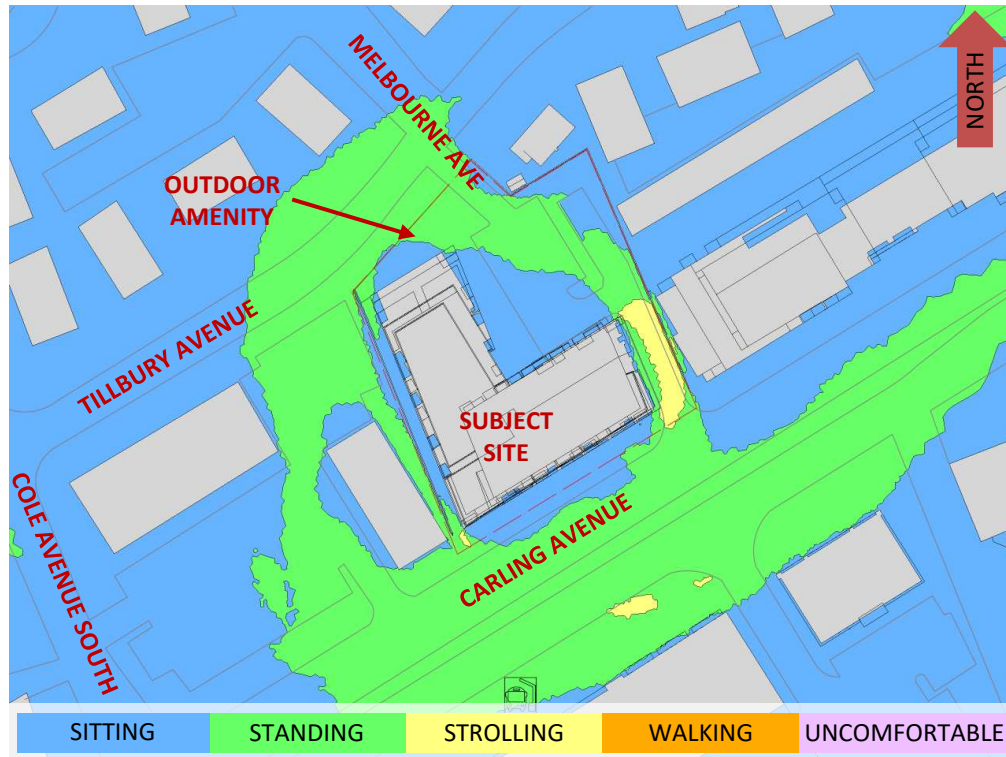 MELBOURNE AVE
NORTH
OUTDOOR
AMENITY
TILLBURY AVENUE
SUBJECT
SITE
CARLING AVENUE
COLE AVENUE SOUTH
SITTING STANDING STROLLING WALKING UNCOMFORTABLE